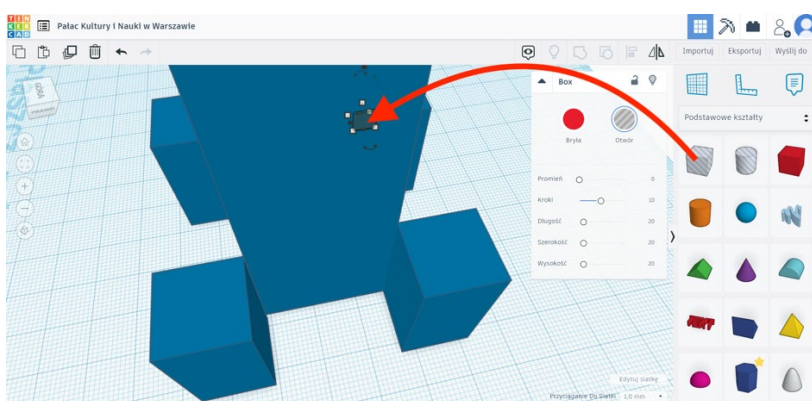 TIN
KER
CAD
Pałac Kultury i Nauki w Warszawie
Importuj Eksportuj Wyślij do
Box
Bryła Otwór
Promień 0
Kroki 10
Długość 20
Szerokość 20
Wysokość 20
Podstawowe kształty
Edytuj siatkę
Przyciąganie Do Siatki 1,0 mm